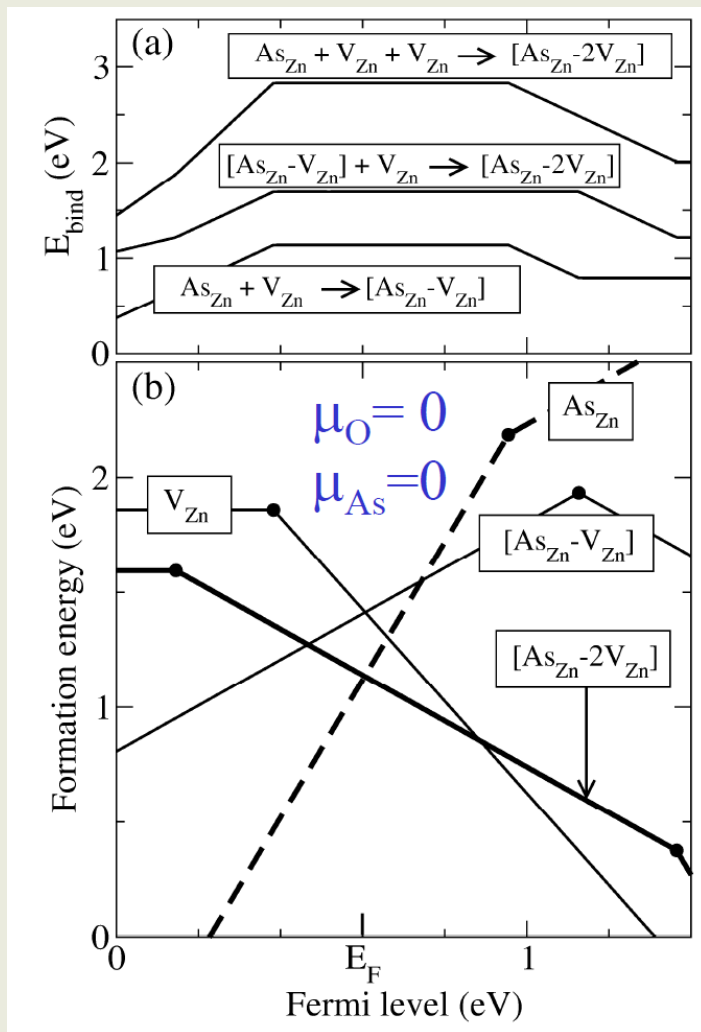 (a)
As_Zn + V_Zn + V_Zn → [As_Zn-2V_Zn]
3
[As_Zn-V_Zn] + V_Zn → [As_Zn-2V_Zn]
2
E_bind (eV)
1
As_Zn + V_Zn → [As_Zn-V_Zn]
0
(b)
μ_O = 0
As_Zn
μ_As=0
2
V_Zn
[As_Zn-V_Zn]
Formation energy (eV)
[As_Zn-2V_Zn]
1
0
0 E_F 1
Fermi level (eV)